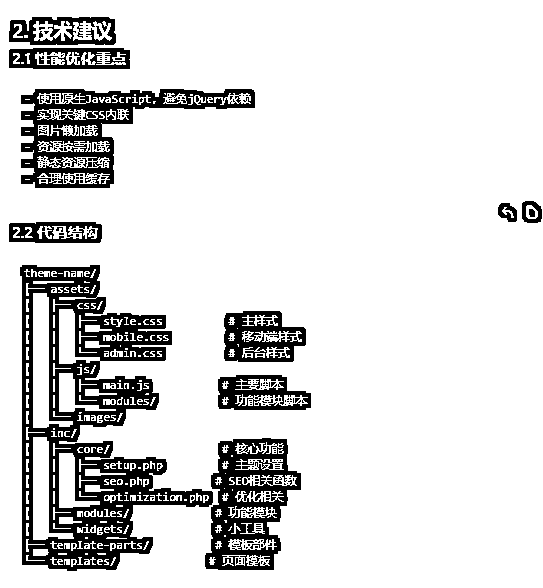 2. 技术建议
2.1 性能优化重点
- 使用原生JavaScript, 避免jQuery依赖
- 实现关键CSS内联
- 图片懒加载
- 资源按需加载
- 静态资源压缩
- 合理使用缓存
2.2 代码结构
theme-name/
├── assets/
│   ├── css/
│   │   ├── style.css          # 主样式
│   │   ├── mobile.css         # 移动端样式
│   │   └── admin.css          # 后台样式
│   ├── js/
│   │   ├── main.js           # 主要脚本
│   │   └── modules/          # 功能模块脚本
│   └── images/
├── inc/
│   ├── core/                 # 核心功能
│   │   ├── setup.php         # 主题设置
│   │   ├── seo.php          # SEO相关函数
│   │   └── optimization.php  # 优化相关
│   ├── modules/             # 功能模块
│   └── widgets/             # 小工具
├── template-parts/           # 模板部件
└── templates/              # 页面模板